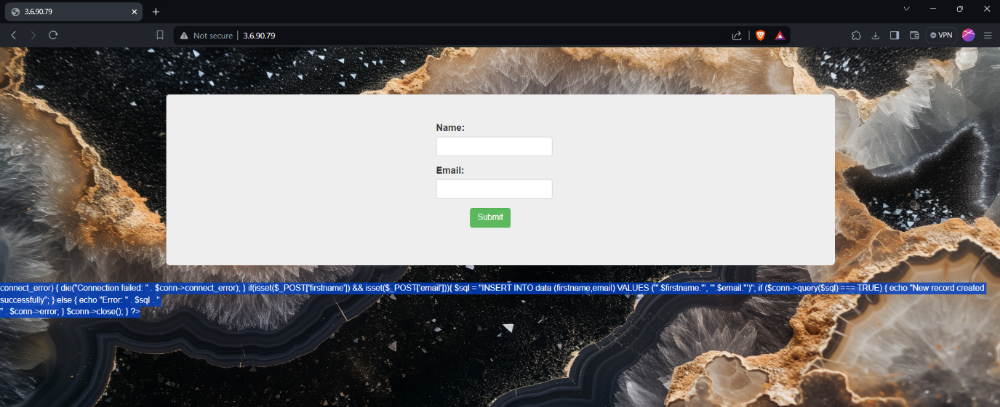 3.6.90.79
Not secure
3.6.90.79
VPN
Name:
Email:
Submit
connect_error) { die("Connection failed: " . $conn->connect_error); } if(isset($_POST['firstname']) && isset($_POST['email'])){ $sql = "INSERT INTO data (firstname,email) VALUES ('".$firstname."', '".$email."')"; if ($conn->query($sql) === TRUE) { echo "New record created
successfully"; } else { echo "Error: " . $sql . "
" . $conn->error; } $conn->close(); } ?>